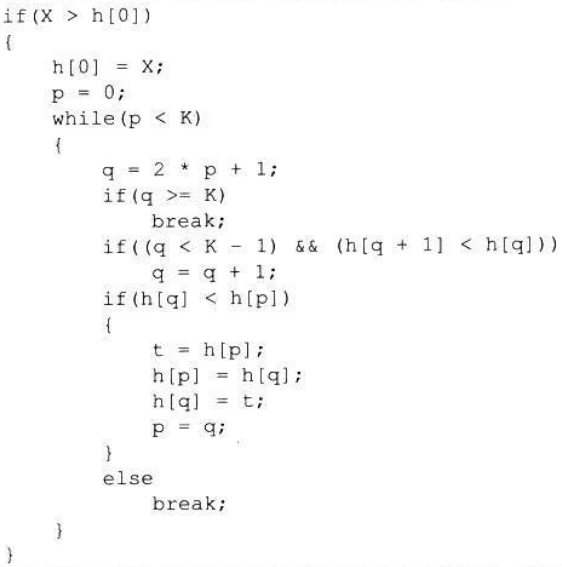 if(X > h[0])
{
    h[0] = X;
    p = 0;
    while(p < K)
    {
        q = 2 * p + 1;
        if(q >= K)
            break;
        if((q < K - 1) && (h[q + 1] < h[q]))
            q = q + 1;
        if(h[q] < h[p])
        {
            t = h[p];
            h[p] = h[q];
            h[q] = t;
            p = q;
        }
        else
            break;
    }
}